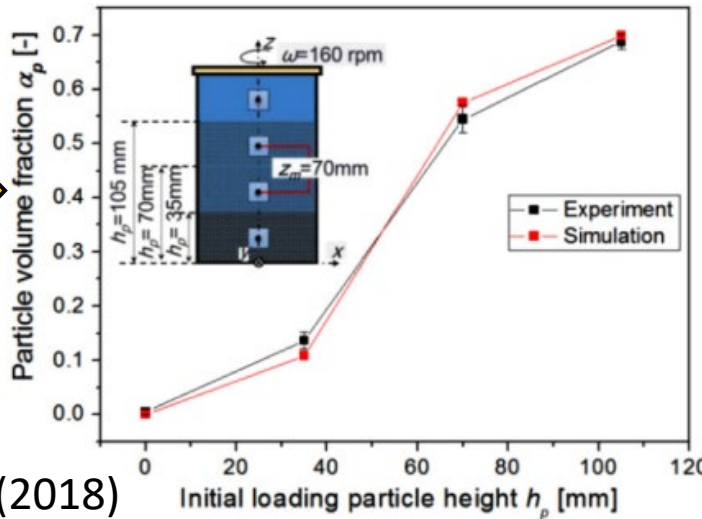 Particle volume fraction αₚ [-]
0.7
0.6
0.5
0.4
0.3
0.2
0.1
0.0
z
ω=160 rpm
hₚ=105 mm
hₚ=70mm
hₚ=35mm
zₘ=70mm
x
Experiment
Simulation
0 20 40 60 80 100 120
(2018) Initial loading particle height hₚ [mm]